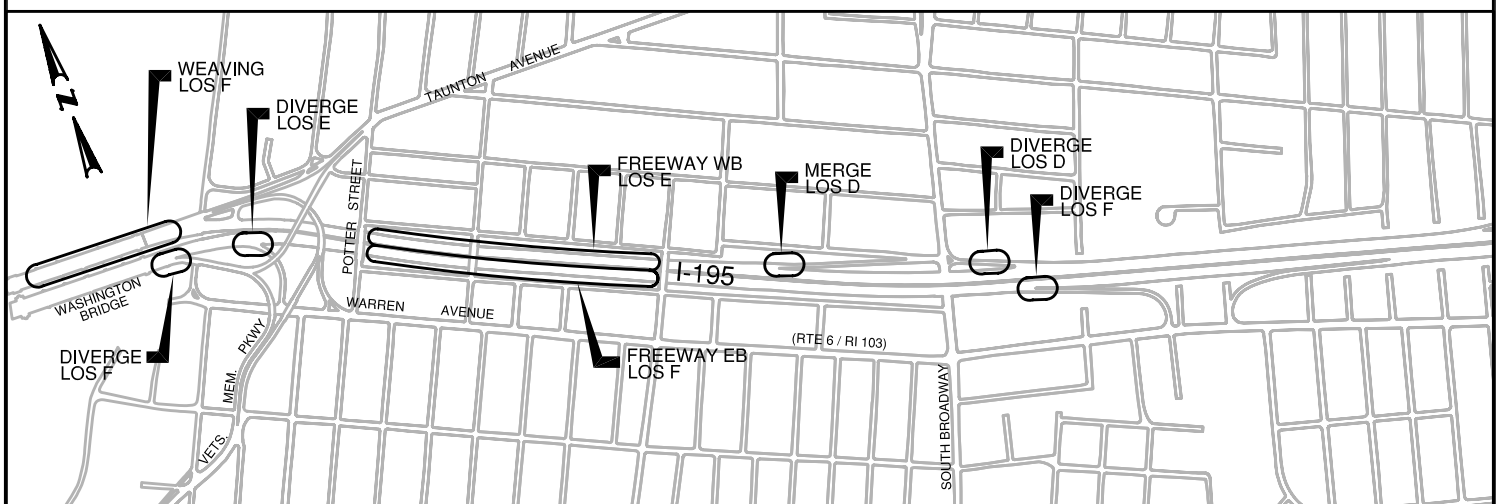 WEAVING
LOS F
DIVERGE
LOS E
TAUNTON AVENUE
N
POTTER STREET
FREEWAY WB
LOS E
MERGE
LOS D
DIVERGE
LOS D
DIVERGE
LOS F
I-195
WASHINGTON
BRIDGE
WARREN AVENUE
(RTE 6 / RI 103)
DIVERGE
LOS F
FREEWAY EB
LOS F
VETS. MEM. PKWY
SOUTH BROADWAY